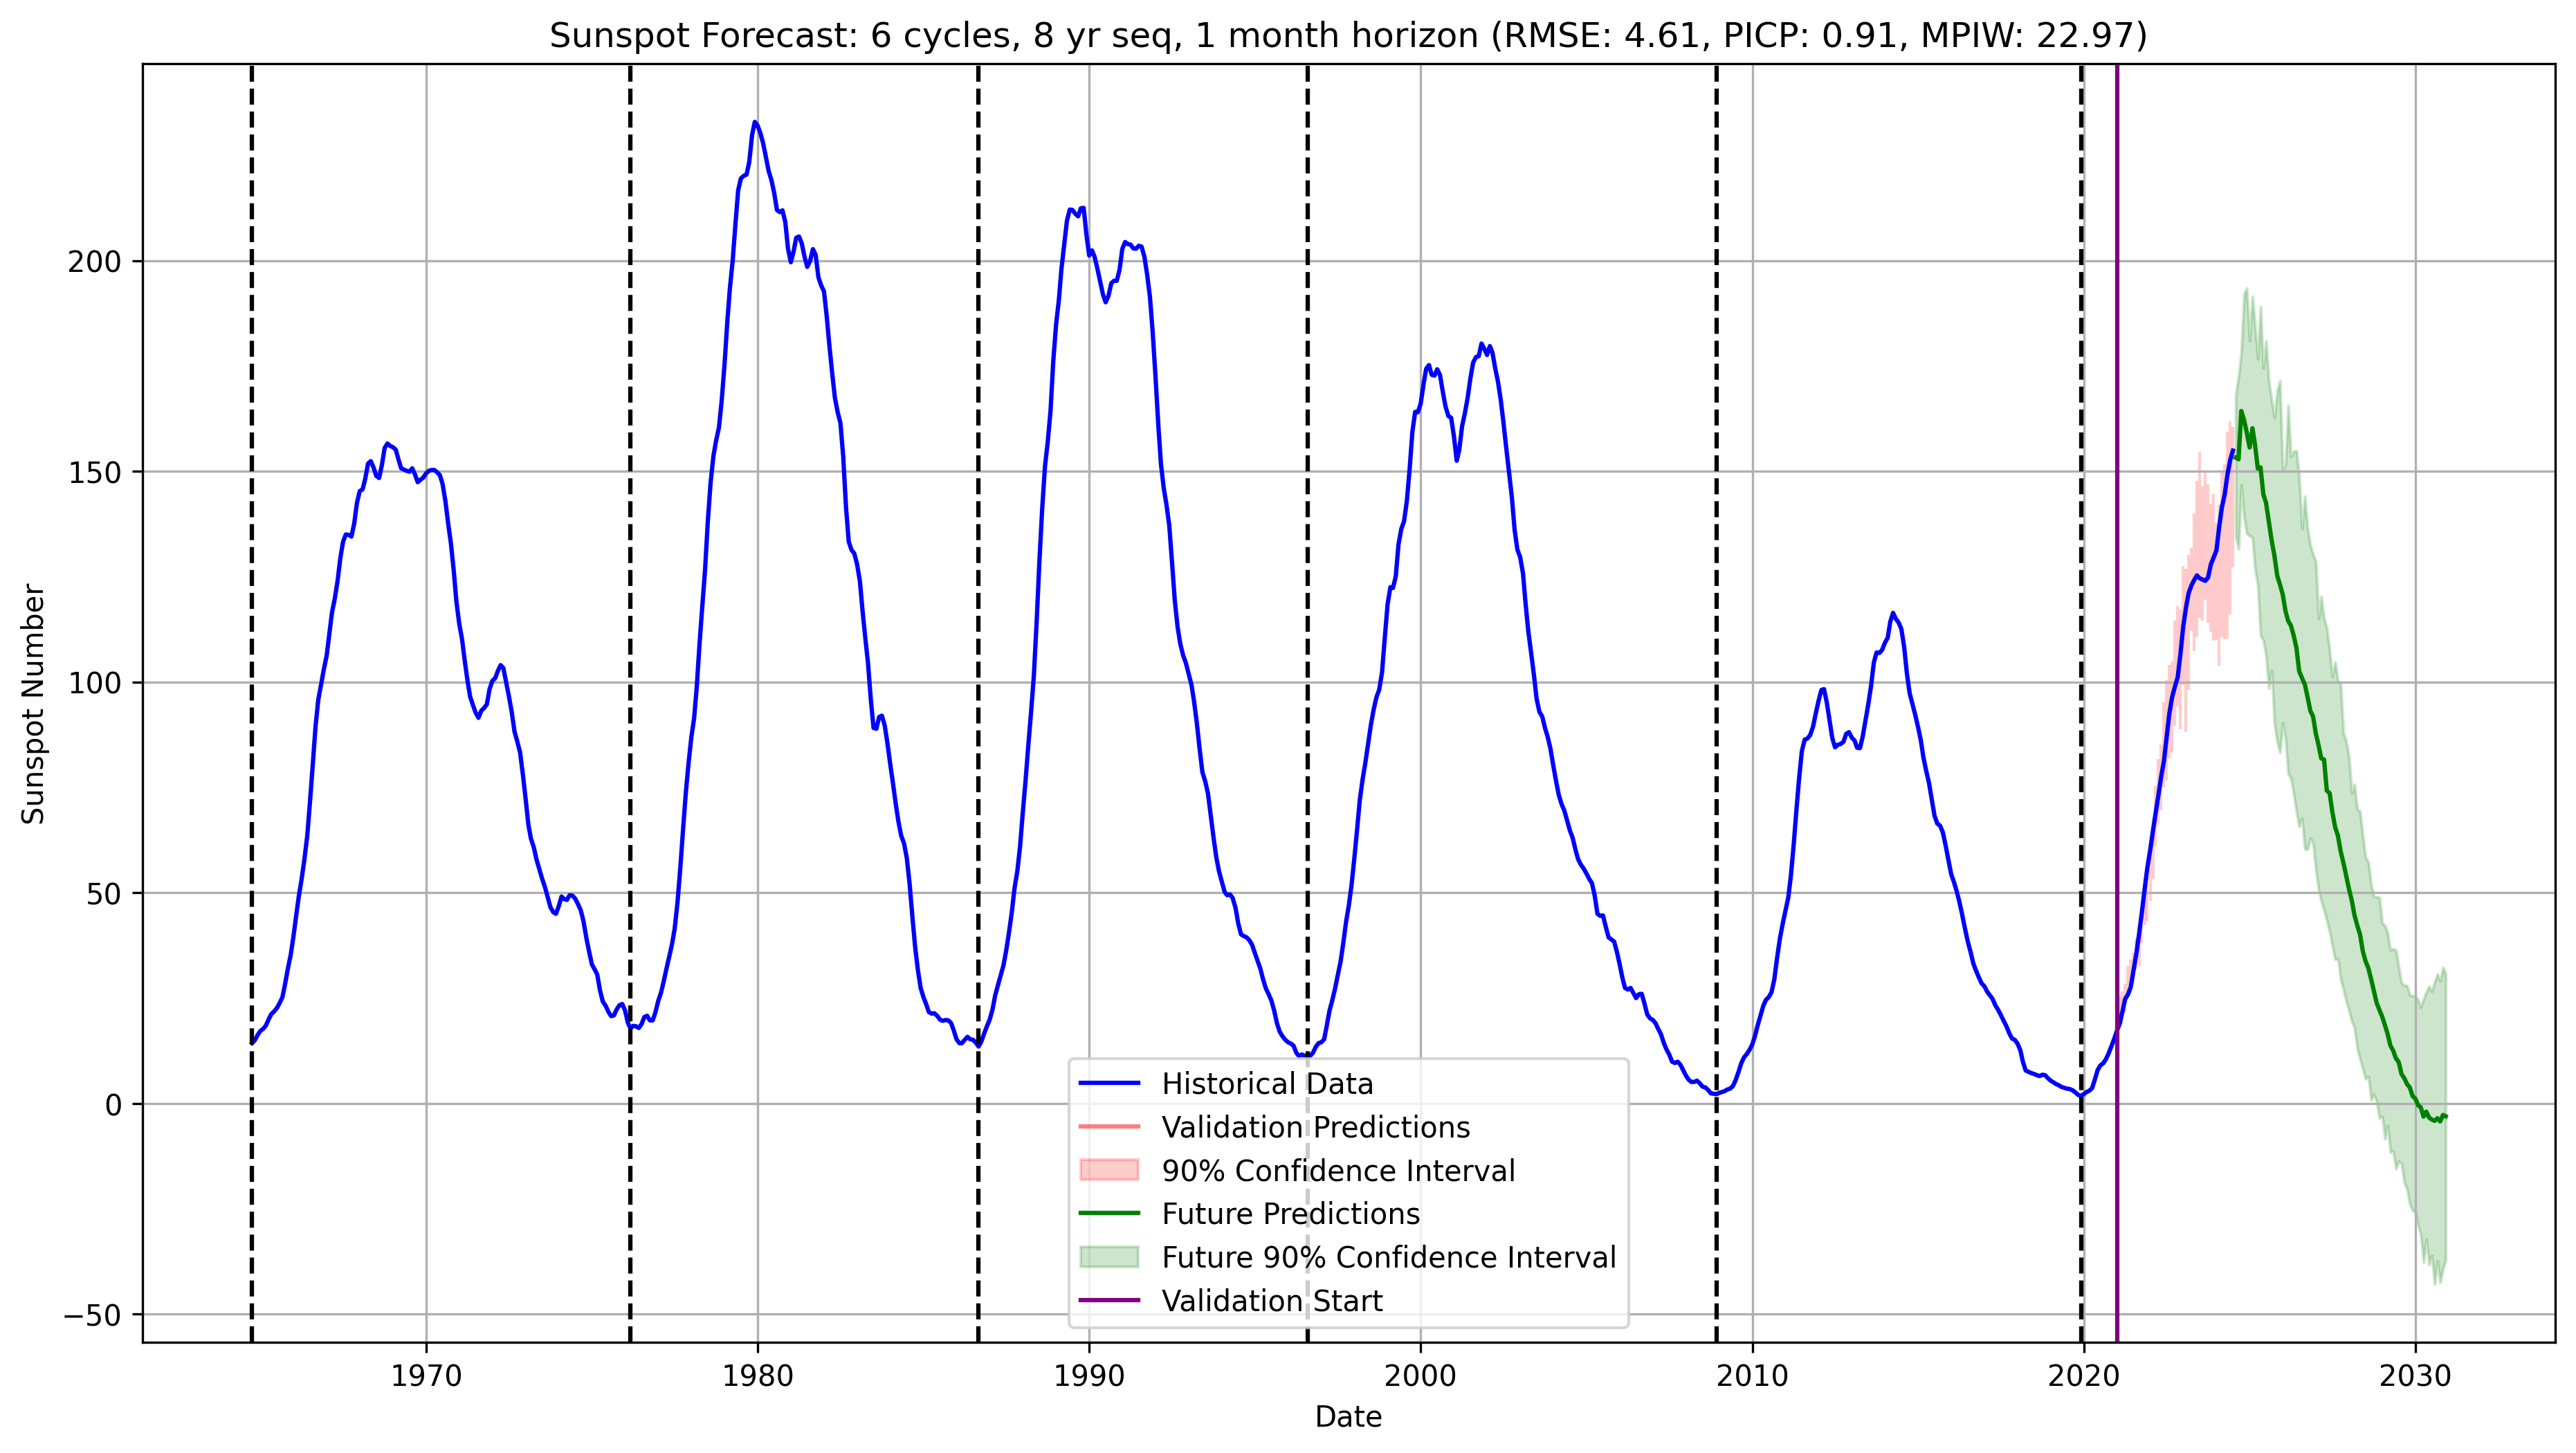 Sunspot Forecast: 6 cycles, 8 yr seq, 1 month horizon (RMSE: 4.61, PICP: 0.91, MPIW: 22.97)
Sunspot Number
200
150
100
50
0
−50
Historical Data
Validation Predictions
90% Confidence Interval
Future Predictions
Future 90% Confidence Interval
Validation Start
1970 1980 1990 2000 2010 2020 2030
Date